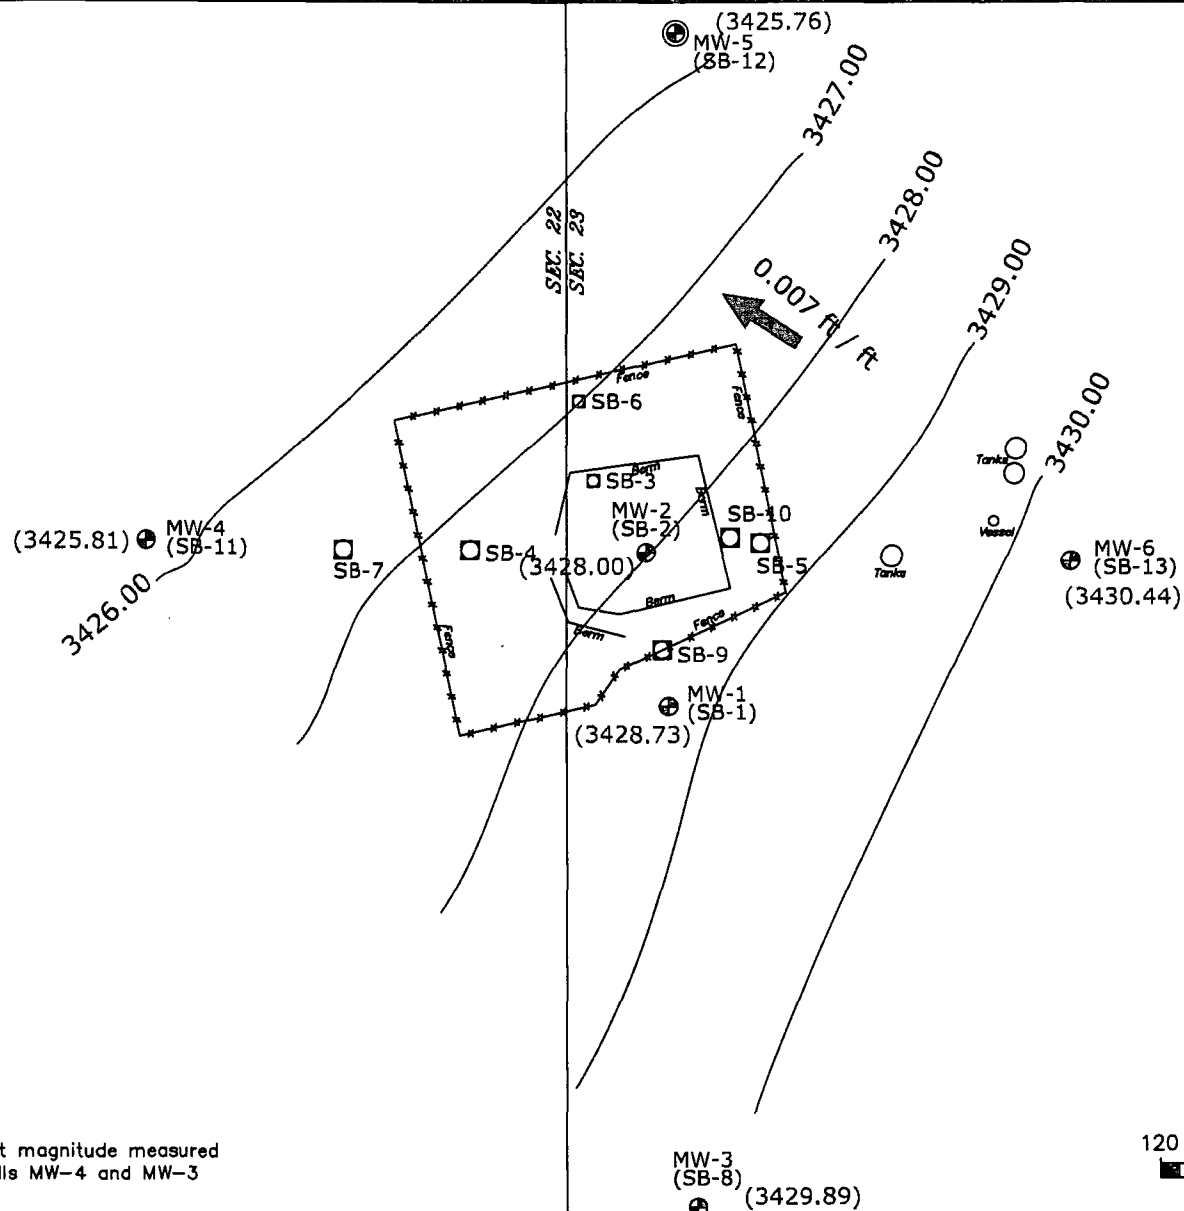 (3425.76)
MW-5
(SB-12)
3427.00
3428.00
SEC. 22
SEC. 23
3429.00
0.007 ft / ft
Fence
Fence
3430.00
SB-6
Tanks
Berm
SB-3
Berm
MW-2
(SB-2)
SB-10
Vessel
(3425.81)
MW-4
(SB-11)
SB-7
SB-4
(3428.00)
SB-5
Tanks
MW-6
(SB-13)
(3430.44)
3426.00
Berm
Fence
Berm
Fence
SB-9
MW-1
(SB-1)
(3428.73)
t magnitude measured
lls MW-4 and MW-3
MW-3
(SB-8)
(3429.89)
120